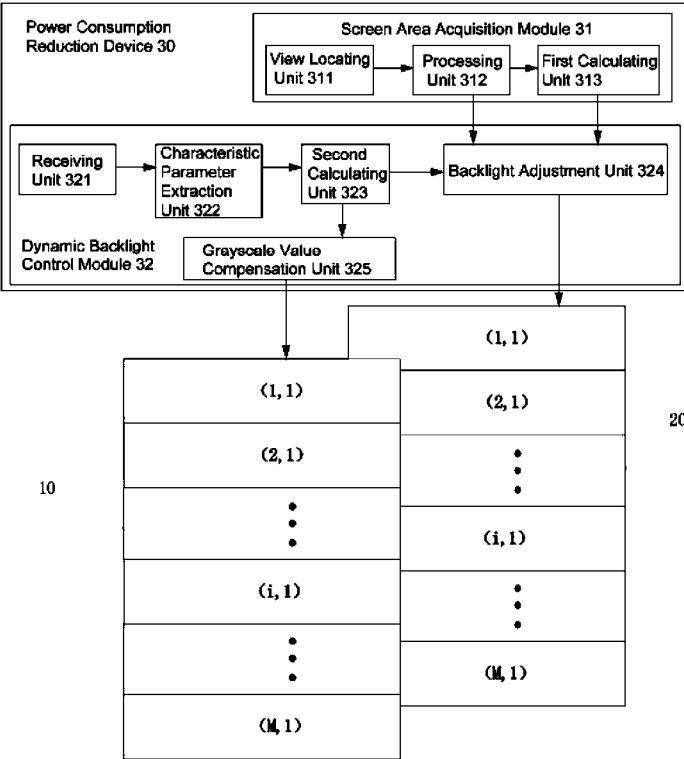 Power Consumption
Reduction Device 30
Screen Area Acquisition Module 31
View Locating
Unit 311
Processing
Unit 312
First Calculating
Unit 313
Receiving
Unit 321
Characteristic
Parameter
Extraction
Unit 322
Second
Calculating
Unit 323
Backlight Adjustment Unit 324
Dynamic Backlight
Control Module 32
Grayscale Value
Compensation Unit 325
(1,1)
(2,1)
(i,1)
(M,1)
20
(1,1)
(2,1)
10
(i,1)
(M,1)